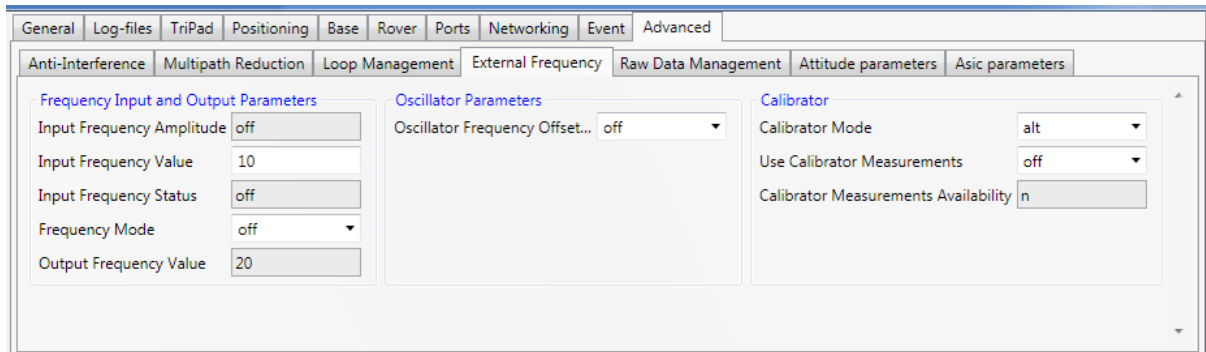 General Log-files TriPad Positioning Base Rover Ports Networking Event Advanced
Anti-Interference Multipath Reduction Loop Management External Frequency Raw Data Management Attitude parameters Asic parameters
Frequency Input and Output Parameters
Input Frequency Amplitude off
Input Frequency Value 10
Input Frequency Status off
Frequency Mode off
Output Frequency Value 20
Oscillator Parameters
Oscillator Frequency Offset... off
Calibrator
Calibrator Mode alt
Use Calibrator Measurements off
Calibrator Measurements Availability n